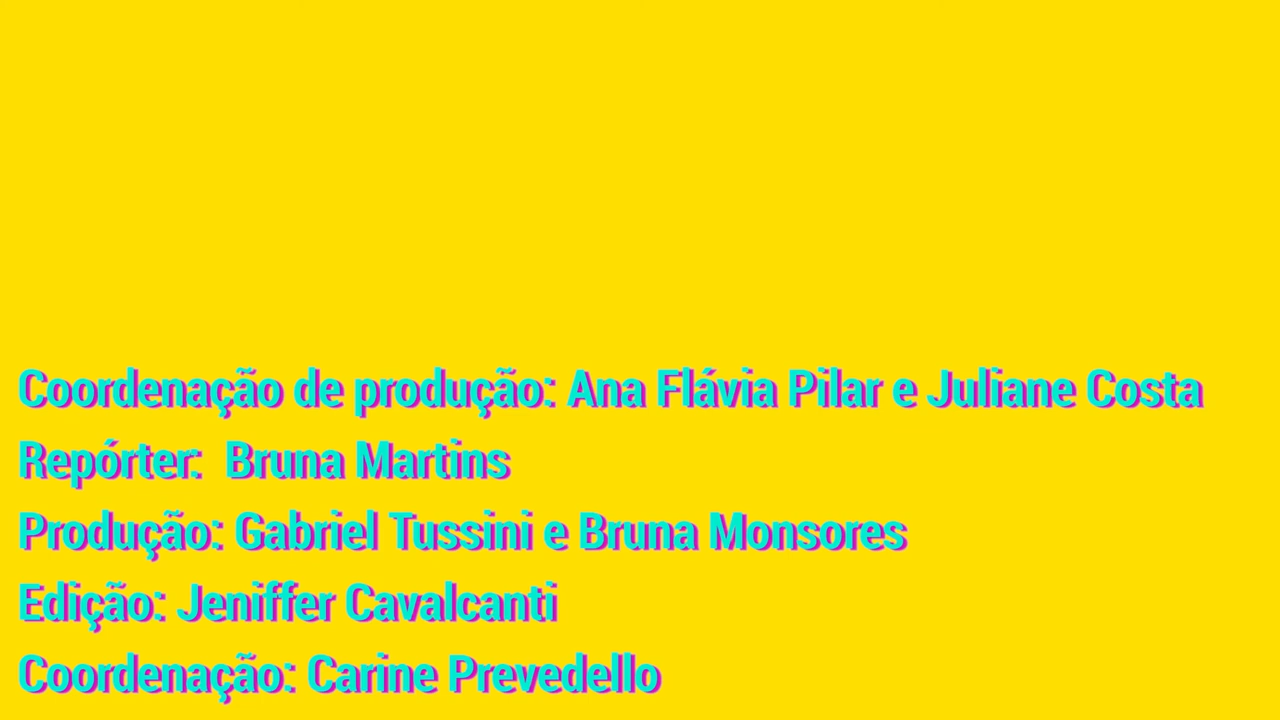 Coordenação de produção: Ana Flávia Pilar e Juliane Costa
Repórter:  Bruna Martins
Produção: Gabriel Tussini e Bruna Monsores
Edição: Jeniffer Cavalcanti
Coordenação: Carine Prevedello